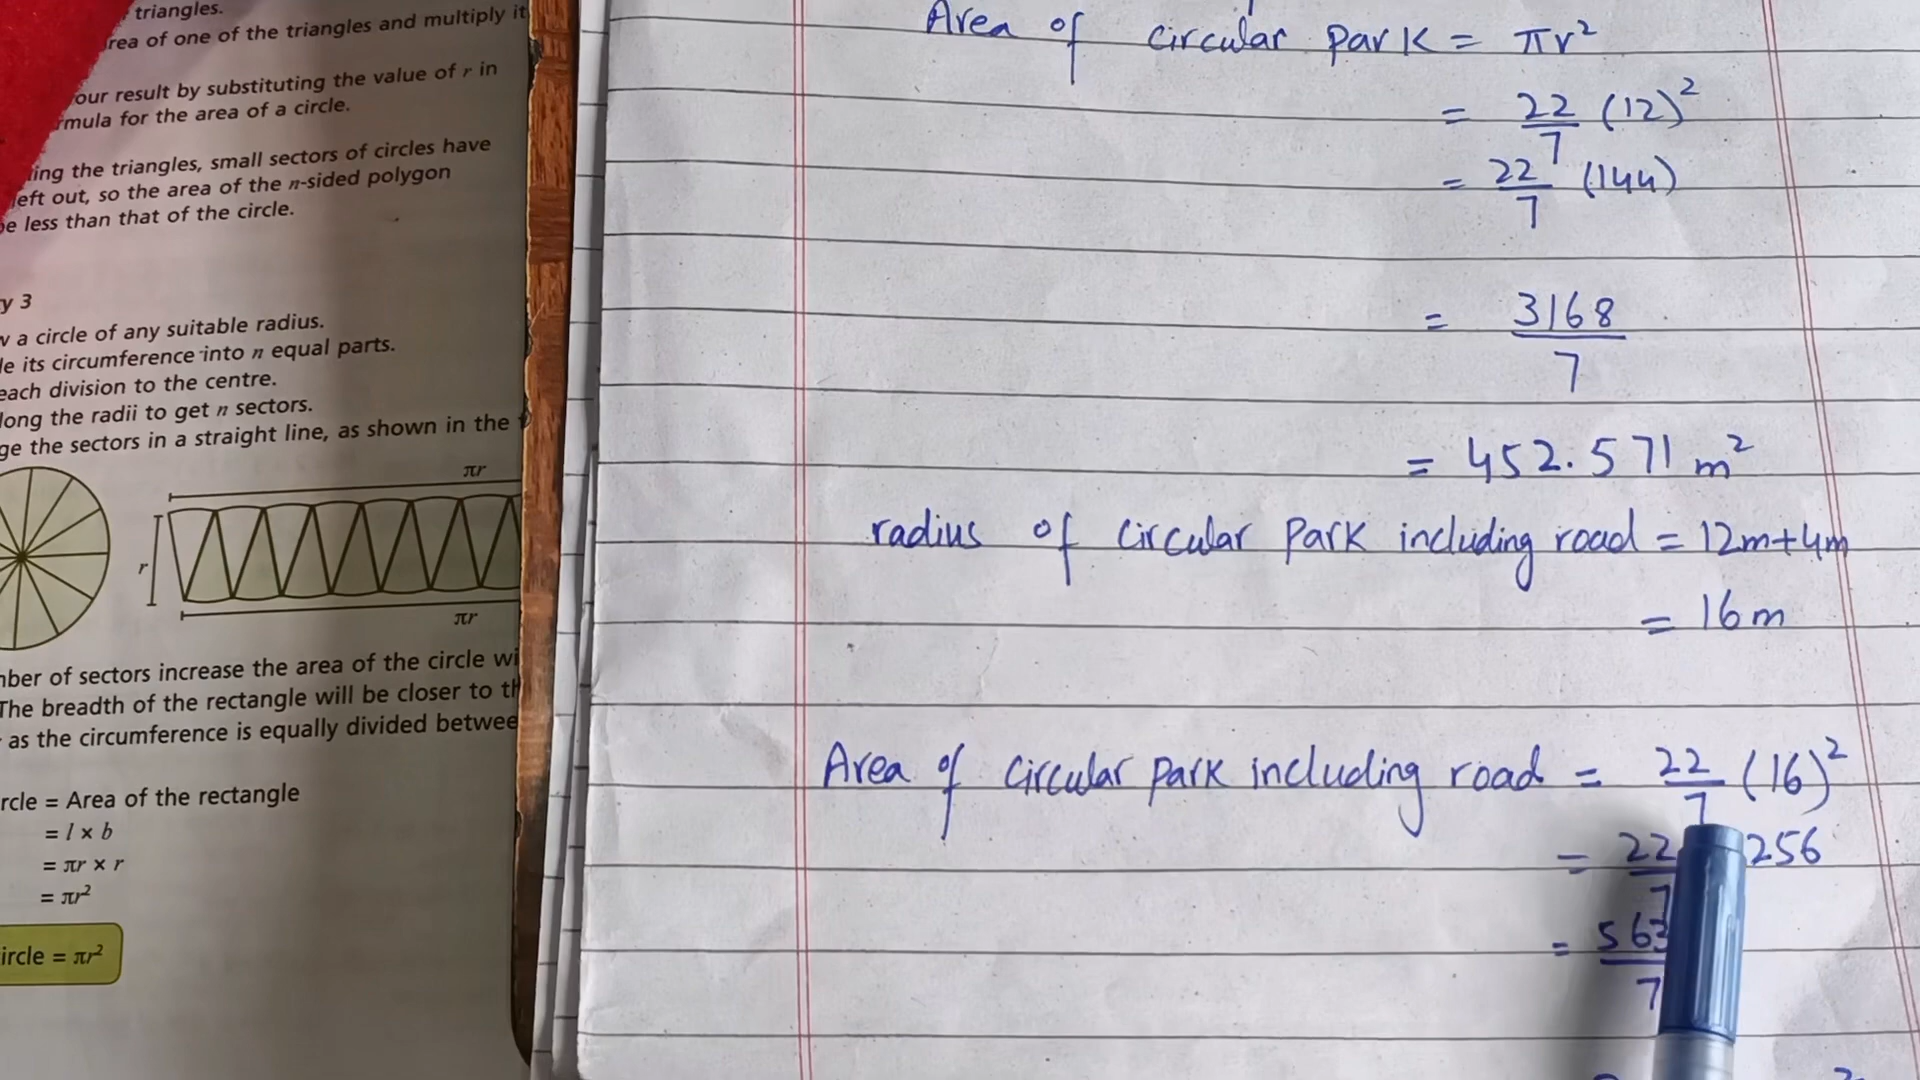 triangles.
rea of one of the triangles and multiply it
our result by substituting the value of r in
rmula for the area of a circle.
ing the triangles, small sectors of circles have
left out, so the area of the n-sided polygon
be less than that of the circle.
y 3
w a circle of any suitable radius.
le its circumference into n equal parts.
each division to the centre.
long the radii to get n sectors.
ge the sectors in a straight line, as shown in the
πr
r
πr
nber of sectors increase the area of the circle wi
The breadth of the rectangle will be closer to th
as the circumference is equally divided betwee
rcle = Area of the rectangle
= l × b
= πr × r
= πr²
ircle = πr²
Area of circular park = πr²
= 22/7 (12)²
= 22/7 (144)
= 3168/7
= 452.571 m²
radius of circular park including road = 12m+4m
= 16m
Area of circular park including road = 22/7 (16)²
= 22/7 256
= 563 /7